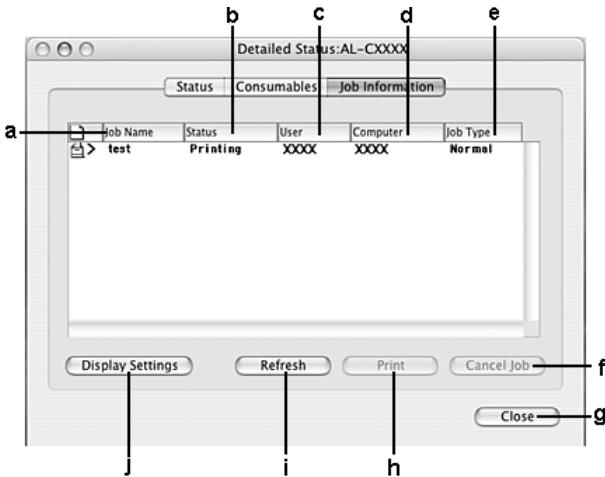 b c d e
Detailed Status:AL-CXXXX
Status Consumables Job Information
a
Job Name Status User Computer Job Type
test Printing XXXX XXXX Normal
Display Settings Refresh Print Cancel Job
f
Close
g
j i h